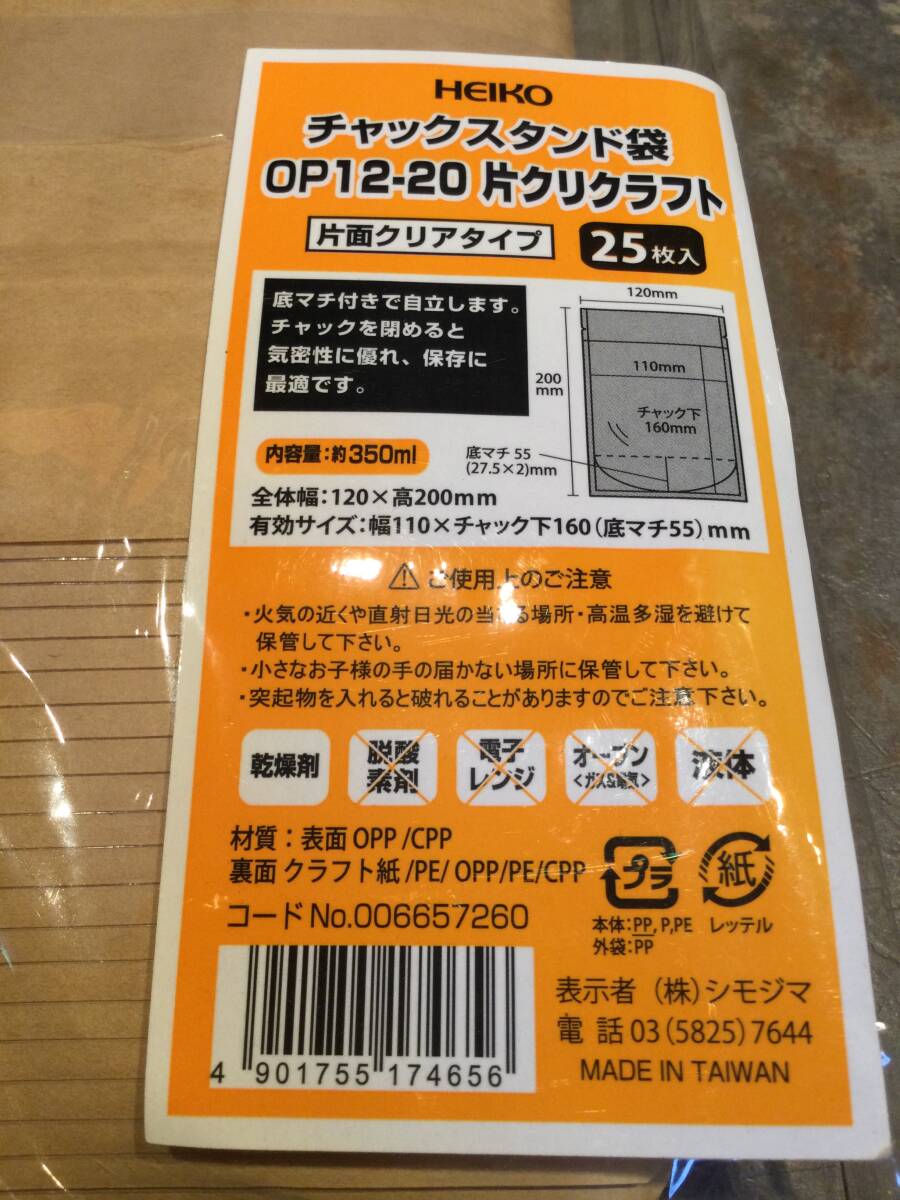 HEIKO
チャックスタンド袋
OP12-20 片クリクラフト
片面クリアタイプ
25枚入
底マチ付きで自立します。
チャックを閉めると
気密性に優れ、保存に
最適です。
120mm
200
mm
110mm
チャック下
160mm
底マチ 55
(27.5×2)mm
内容量:約350ml
全体幅:120×高200mm
有効サイズ:幅110×チャック下160(底マチ55)mm
ご使用上のご注意
・火気の近くや直射日光の当たる場所・高温多湿を避けて
保管して下さい。
・小さなお子様の手の届かない場所に保管して下さい。
・突起物を入れると破れることがありますのでご注意下さい。
乾燥剤
脱酸
素剤
電子
レンジ
オーブン
<ガス&電気>
液体
材質:表面 OPP /CPP
裏面 クラフト紙 /PE/ OPP/PE/CPP
コードNo.006657260
プラ
紙
本体:PP, P,PE
外袋:PP
レッテル
4 901755 174656
表示者 (株)シモジマ
電 話 03(5825)7644
MADE IN TAIWAN